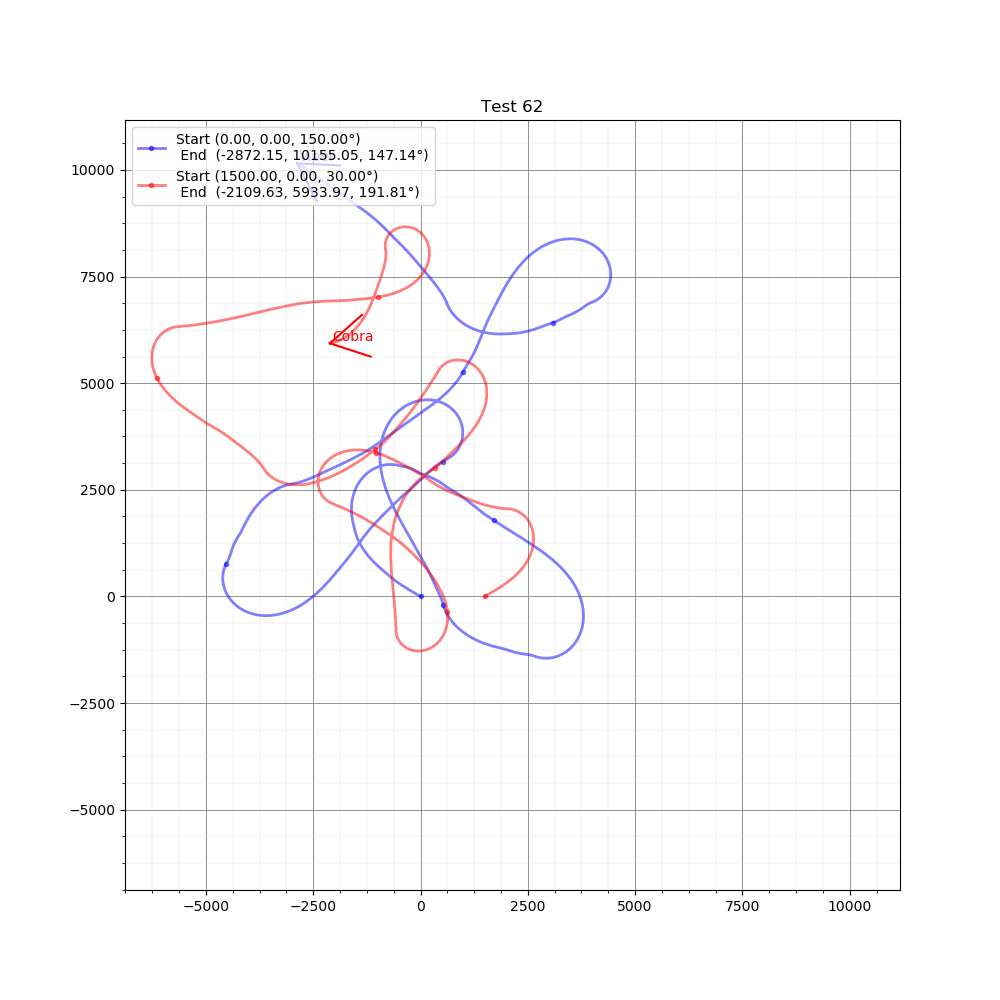 Test 62
Start (0.00, 0.00, 150.00°)
End (-2872.15, 10155.05, 147.14°)
Start (1500.00, 0.00, 30.00°)
End (-2109.63, 5933.97, 191.81°)
Cobra
10000
7500
5000
2500
0
−2500
−5000
−5000
−2500
0
2500
5000
7500
10000